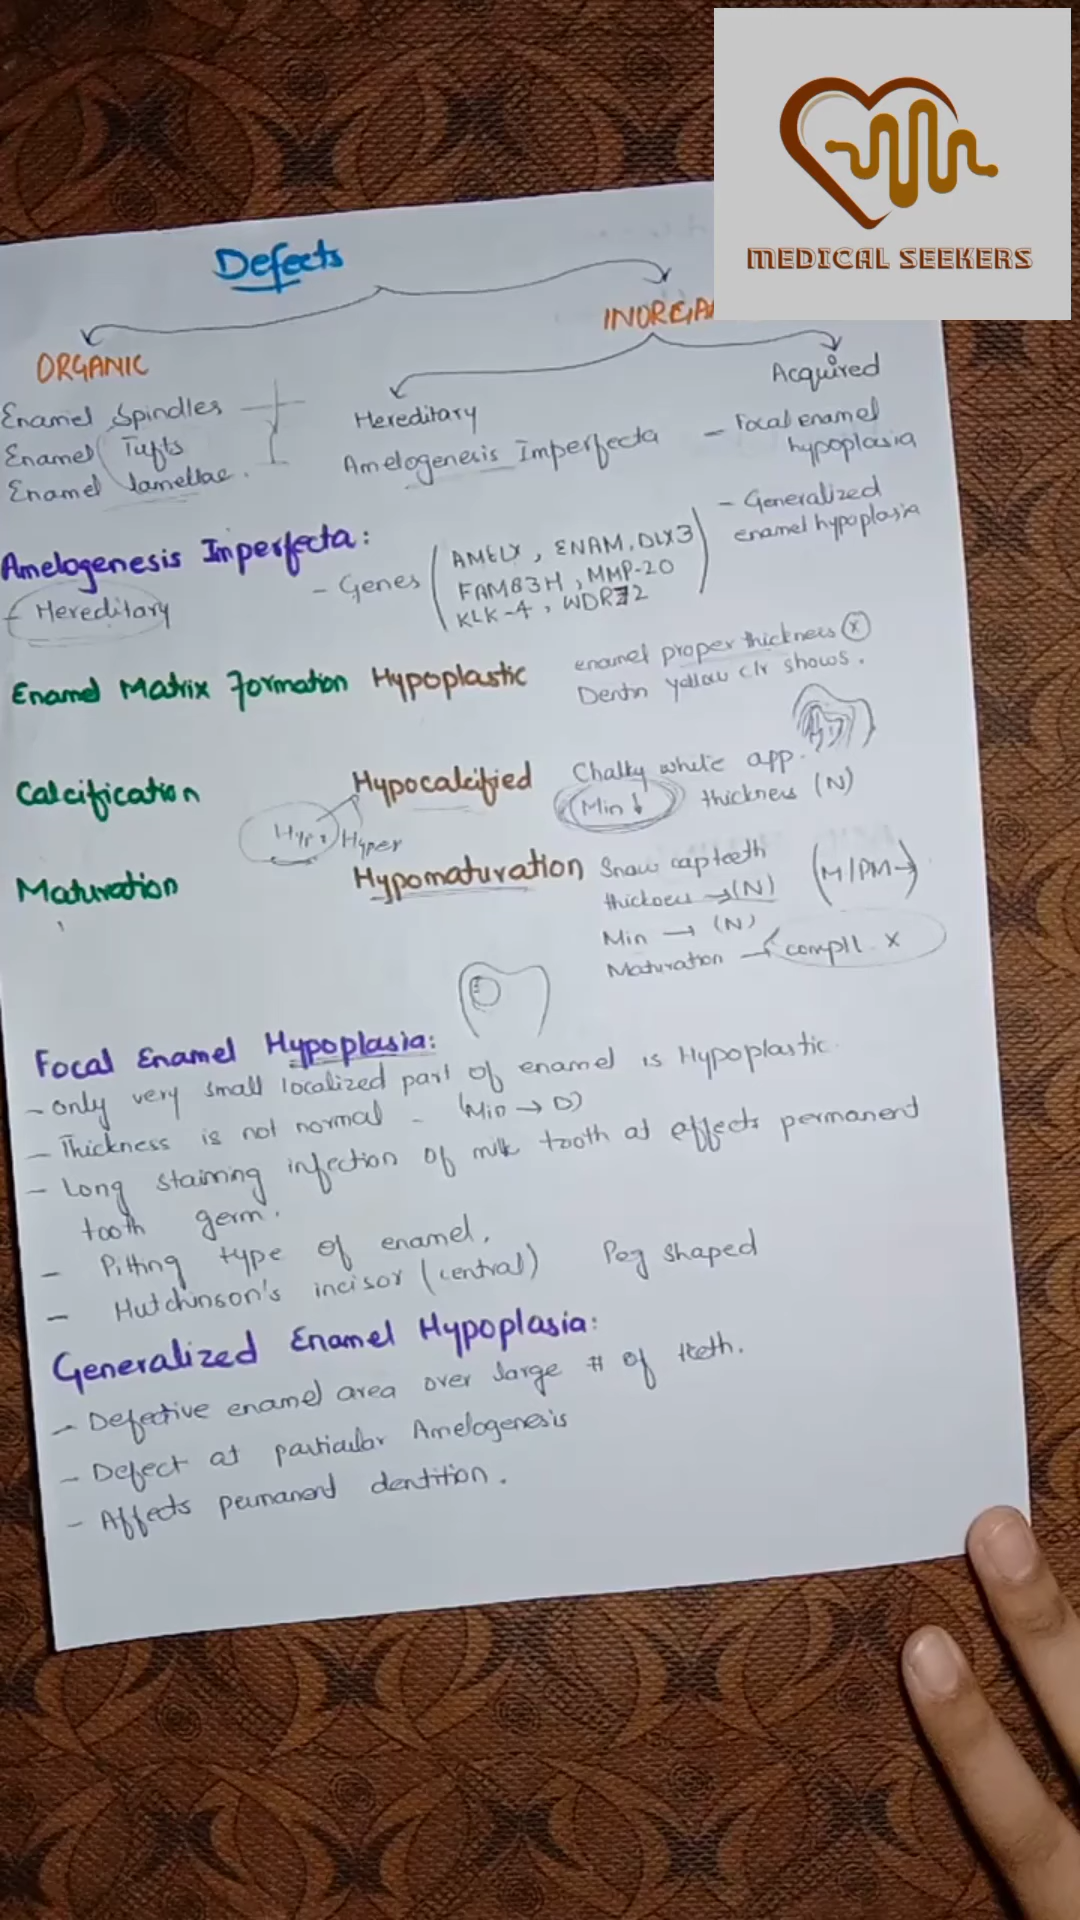 MEDICAL SEEKERS
Defects
ORGANIC
Enamel Spindles
Enamel Tufts
Enamel lamellae.
INORGA
Hereditary
Amelogenesis Imperfecta
Acquired
- Focal enamel
hypoplasia
- Generalized
enamel hypoplasia
Amelogenesis Imperfecta:
- Hereditary
- Genes
AMELX, ENAM, DLX3
FAM83H, MMP-20
KLK-4, WDR72
Enamel Matrix Formation Hypoplastic
enamel proper thickness x
Dentin yellow clr shows.
Calcification Hypocalcified
Chalky white app.
Min ↓ thickness (N)
Hypo Hyper
Maturation Hypomaturation
Snow cap teeth
thickness → (N)
(M/PM→)
Min → (N)
Maturation → compll. x
Focal Enamel Hypoplasia:
- Only very small localized part of enamel is Hypoplastic.
- Thickness is not normal - (Min → D)
- Long staining infection of milk tooth at affects permanent
tooth germ.
- Pitting type of enamel.
- Hutchinson's incisor (central) Peg shaped
Generalized Enamel Hypoplasia:
- Defective enamel area over large # of teeth.
- Defect at particular Amelogenesis
- Affects permanent dentition.